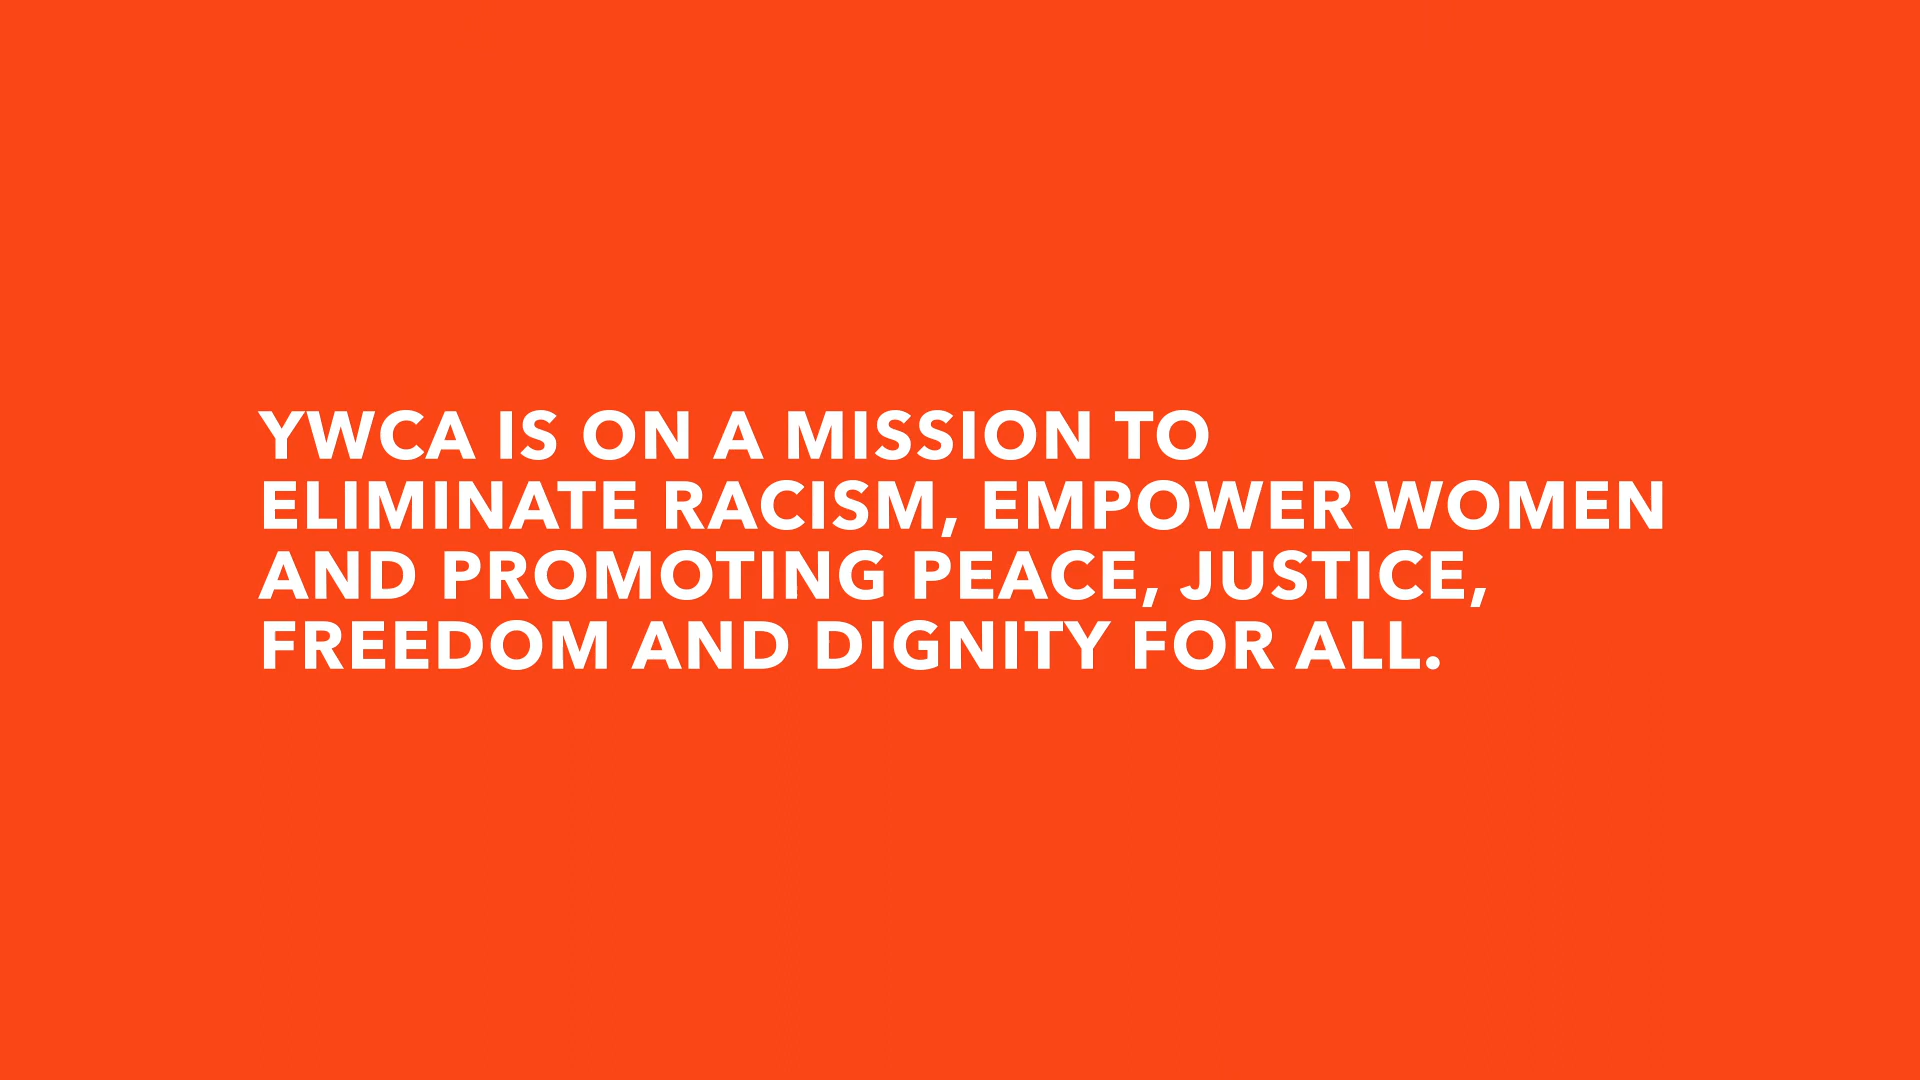 YWCA IS ON A MISSION TO
ELIMINATE RACISM, EMPOWER WOMEN
AND PROMOTING PEACE, JUSTICE,
FREEDOM AND DIGNITY FOR ALL.